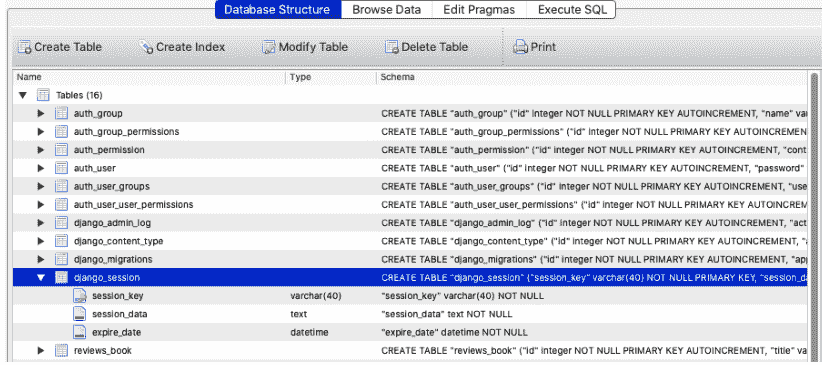 Database Structure Browse Data Edit Pragmas Execute SQL
Create Table Create Index Modify Table Delete Table Print
Name Type Schema
Tables (16)
auth_group CREATE TABLE "auth_group" ("id" integer NOT NULL PRIMARY KEY AUTOINCREMENT, "name" va
auth_group_permissions CREATE TABLE "auth_group_permissions" ("id" integer NOT NULL PRIMARY KEY AUTOINCREMEN
auth_permission CREATE TABLE "auth_permission" ("id" integer NOT NULL PRIMARY KEY AUTOINCREMENT, "cont
auth_user CREATE TABLE "auth_user" ("id" integer NOT NULL PRIMARY KEY AUTOINCREMENT, "password"
auth_user_groups CREATE TABLE "auth_user_groups" ("id" integer NOT NULL PRIMARY KEY AUTOINCREMENT, "use
auth_user_user_permissions CREATE TABLE "auth_user_user_permissions" ("id" integer NOT NULL PRIMARY KEY AUTOINCREM
django_admin_log CREATE TABLE "django_admin_log" ("id" integer NOT NULL PRIMARY KEY AUTOINCREMENT, "act
django_content_type CREATE TABLE "django_content_type" ("id" integer NOT NULL PRIMARY KEY AUTOINCREMENT, "a
django_migrations CREATE TABLE "django_migrations" ("id" integer NOT NULL PRIMARY KEY AUTOINCREMENT, "app
django_session CREATE TABLE "django_session" ("session_key" varchar(40) NOT NULL PRIMARY KEY, "session_da
session_key varchar(40) "session_key" varchar(40) NOT NULL
session_data text "session_data" text NOT NULL
expire_date datetime "expire_date" datetime NOT NULL
reviews_book CREATE TABLE "reviews_book" ("id" integer NOT NULL PRIMARY KEY AUTOINCREMENT, "title" va